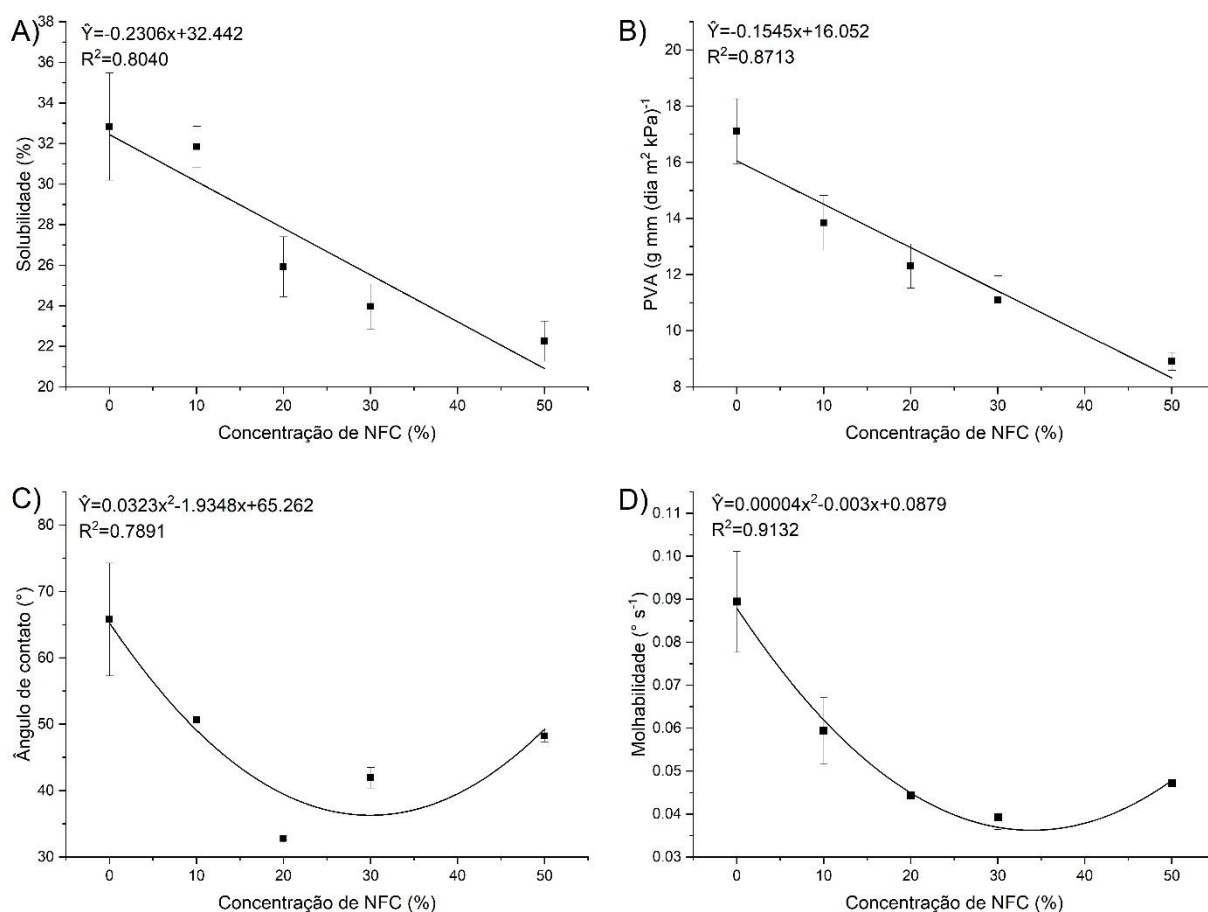 A)
Ŷ=-0.2306x+32.442
R²=0.8040
38
36
34
32
30
28
26
24
22
20
Solubilidade (%)
0 10 20 30 40 50
Concentração de NFC (%)
B)
Ŷ=-0.1545x+16.052
R²=0.8713
20
18
16
14
12
10
8
PVA (g mm (dia m² kPa)⁻¹
0 10 20 30 40 50
Concentração de NFC (%)
C)
Ŷ=0.0323x²-1.9348x+65.262
R²=0.7891
80
70
60
50
40
30
Ângulo de contato (°)
0 10 20 30 40 50
Concentração de NFC (%)
D)
Ŷ=0.00004x²-0.003x+0.0879
R²=0.9132
0.11
0.10
0.09
0.08
0.07
0.06
0.05
0.04
0.03
Molhabilidade (° s⁻¹)
0 10 20 30 40 50
Concentração de NFC (%)